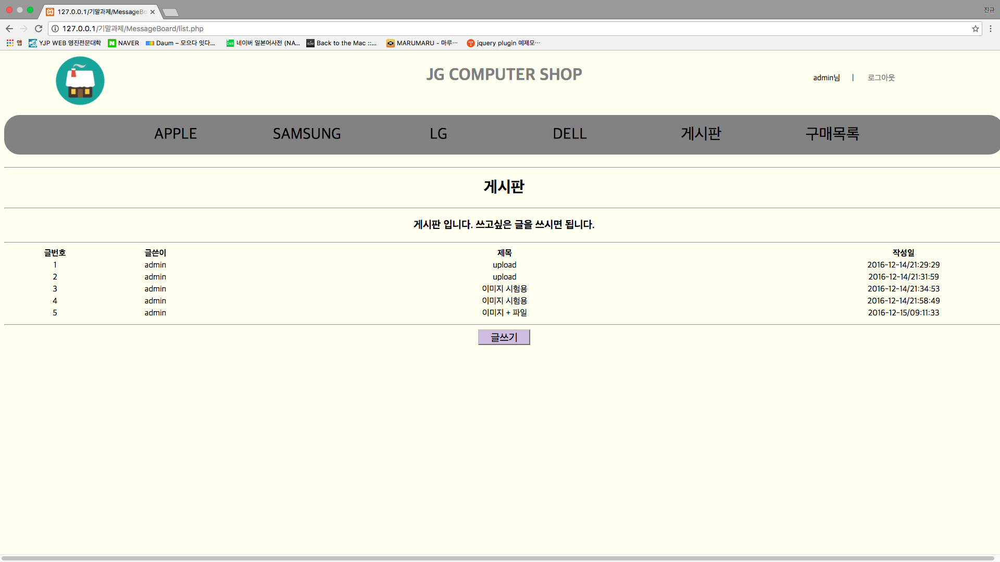 127.0.0.1/기말과제/MessageBo
진규
127.0.0.1/기말과제/MessageBoard/list.php
앱 YJP WEB 영진전문대학 NAVER Daum – 모으다 잇다... Dict 네이버 일본어사전 (NA... B2M Back to the Mac ::... MARUMARU - 마루... jquery plugin 예제모...
JG COMPUTER SHOP
admin님 | 로그아웃
APPLE SAMSUNG LG DELL 게시판 구매목록
게시판
게시판 입니다. 쓰고싶은 글을 쓰시면 됩니다.
글번호 글쓴이 제목 작성일
1 admin upload 2016-12-14/21:29:29
2 admin upload 2016-12-14/21:31:59
3 admin 이미지 시험용 2016-12-14/21:34:53
4 admin 이미지 시험용 2016-12-14/21:58:49
5 admin 이미지 + 파일 2016-12-15/09:11:33
글쓰기